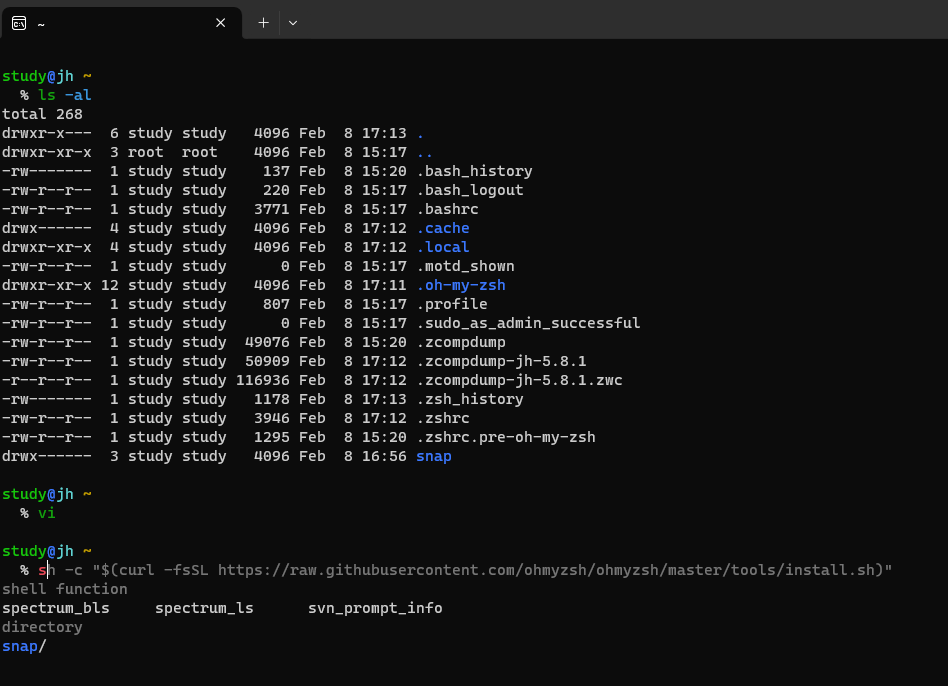 ~
study@jh ~
% ls -al
total 268
drwxr-x---  6 study study   4096 Feb  8 17:13 .
drwxr-xr-x  3 root  root    4096 Feb  8 15:17 ..
-rw-------  1 study study    137 Feb  8 15:20 .bash_history
-rw-r--r--  1 study study    220 Feb  8 15:17 .bash_logout
-rw-r--r--  1 study study   3771 Feb  8 15:17 .bashrc
drwx------  4 study study   4096 Feb  8 17:12 .cache
drwxr-xr-x  4 study study   4096 Feb  8 17:12 .local
-rw-r--r--  1 study study      0 Feb  8 15:17 .motd_shown
drwxr-xr-x 12 study study   4096 Feb  8 17:11 .oh-my-zsh
-rw-r--r--  1 study study    807 Feb  8 15:17 .profile
-rw-r--r--  1 study study      0 Feb  8 15:17 .sudo_as_admin_successful
-rw-r--r--  1 study study  49076 Feb  8 15:20 .zcompdump
-rw-r--r--  1 study study  50909 Feb  8 17:12 .zcompdump-jh-5.8.1
-r--r--r--  1 study study 116936 Feb  8 17:12 .zcompdump-jh-5.8.1.zwc
-rw-------  1 study study   1178 Feb  8 17:13 .zsh_history
-rw-r--r--  1 study study   3946 Feb  8 17:12 .zshrc
-rw-r--r--  1 study study   1295 Feb  8 15:20 .zshrc.pre-oh-my-zsh
drwx------  3 study study   4096 Feb  8 16:56 snap
study@jh ~
% vi
study@jh ~
% sh -c "$(curl -fsSL https://raw.githubusercontent.com/ohmyzsh/ohmyzsh/master/tools/install.sh)"
shell function
spectrum_bls     spectrum_ls      svn_prompt_info
directory
snap/